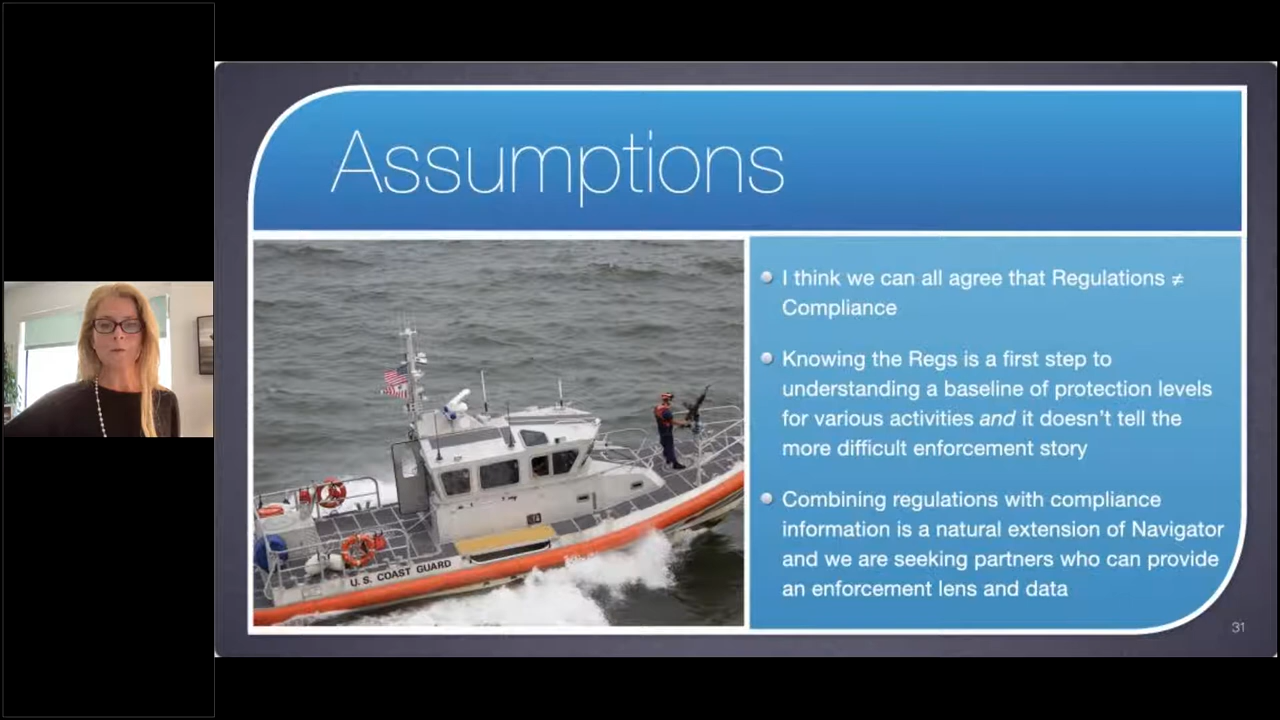 Assumptions
I think we can all agree that Regulations ≠
Compliance
Knowing the Regs is a first step to
understanding a baseline of protection levels
for various activities and it doesn't tell the
more difficult enforcement story
Combining regulations with compliance
information is a natural extension of Navigator
and we are seeking partners who can provide
an enforcement lens and data
U.S. COAST GUARD
31